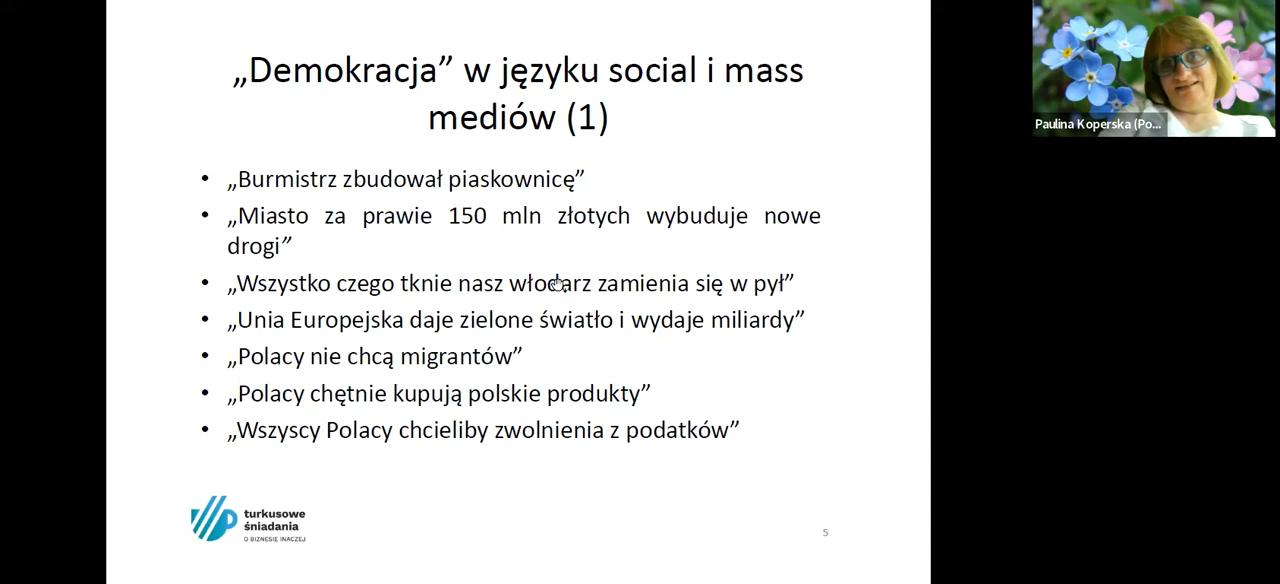 „Demokracja” w języku social i mass
mediów (1)
• „Burmistrz zbudował piaskownicę”
• „Miasto za prawie 150 mln złotych wybuduje nowe
drogi”
• „Wszystko czego tknie nasz włodarz zamienia się w pył”
• „Unia Europejska daje zielone światło i wydaje miliardy”
• „Polacy nie chcą migrantów”
• „Polacy chętnie kupują polskie produkty”
• „Wszyscy Polacy chcieliby zwolnienia z podatków”
turkusowe
śniadania
O BIZNESIE INACZEJ
5
Paulina Koperska (Po...